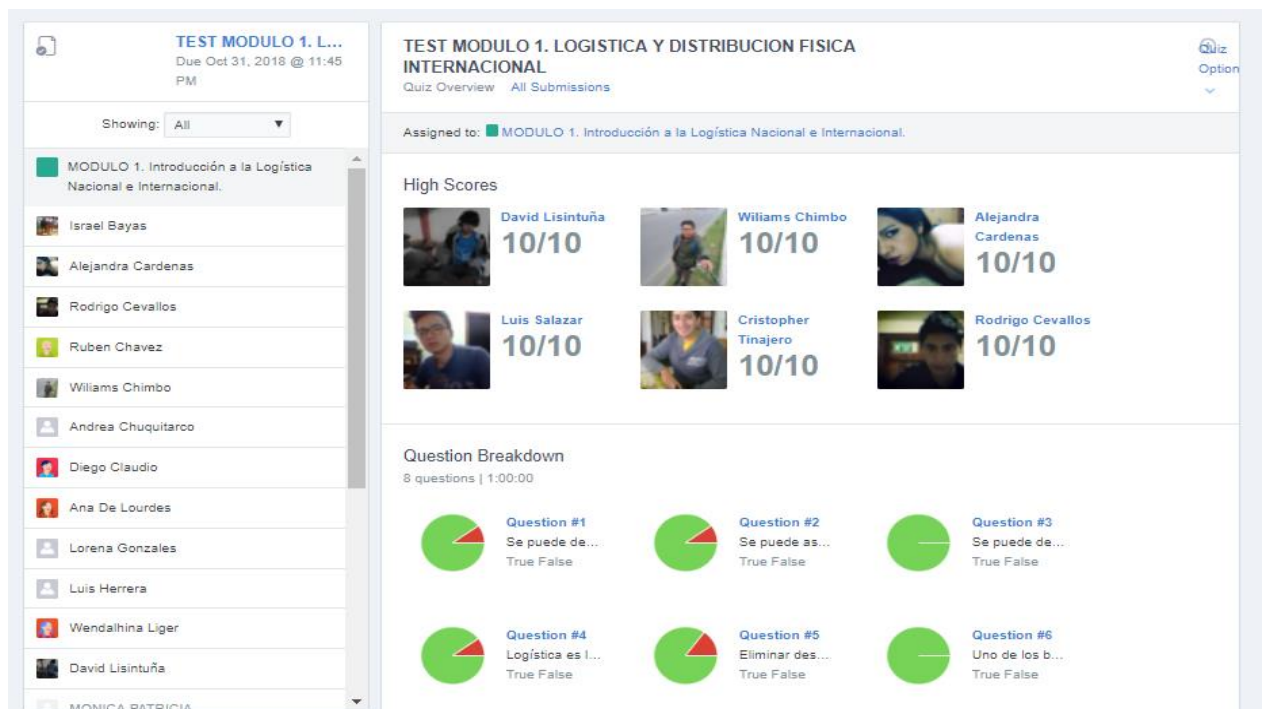 TEST MODULO 1. L...
Due Oct 31, 2018 @ 11:45
PM
Showing: All
MODULO 1. Introducción a la Logística
Nacional e Internacional.
Israel Bayas
Alejandra Cardenas
Rodrigo Cevallos
Ruben Chavez
Wiliams Chimbo
Andrea Chuquitarco
Diego Claudio
Ana De Lourdes
Lorena Gonzales
Luis Herrera
Wendalhina Liger
David Lisintuña
MONICA PATRICIA
TEST MODULO 1. LOGISTICA Y DISTRIBUCION FISICA
INTERNACIONAL
Quiz Overview All Submissions
Quiz
Option
Assigned to: MODULO 1. Introducción a la Logística Nacional e Internacional.
High Scores
David Lisintuña
10/10
Wiliams Chimbo
10/10
Alejandra
Cardenas
10/10
Luis Salazar
10/10
Cristopher
Tinajero
10/10
Rodrigo Cevallos
10/10
Question Breakdown
8 questions | 1:00:00
Question #1
Se puede de...
True False
Question #2
Se puede as...
True False
Question #3
Se puede de...
True False
Question #4
Logística es l...
True False
Question #5
Eliminar des...
True False
Question #6
Uno de los b...
True False